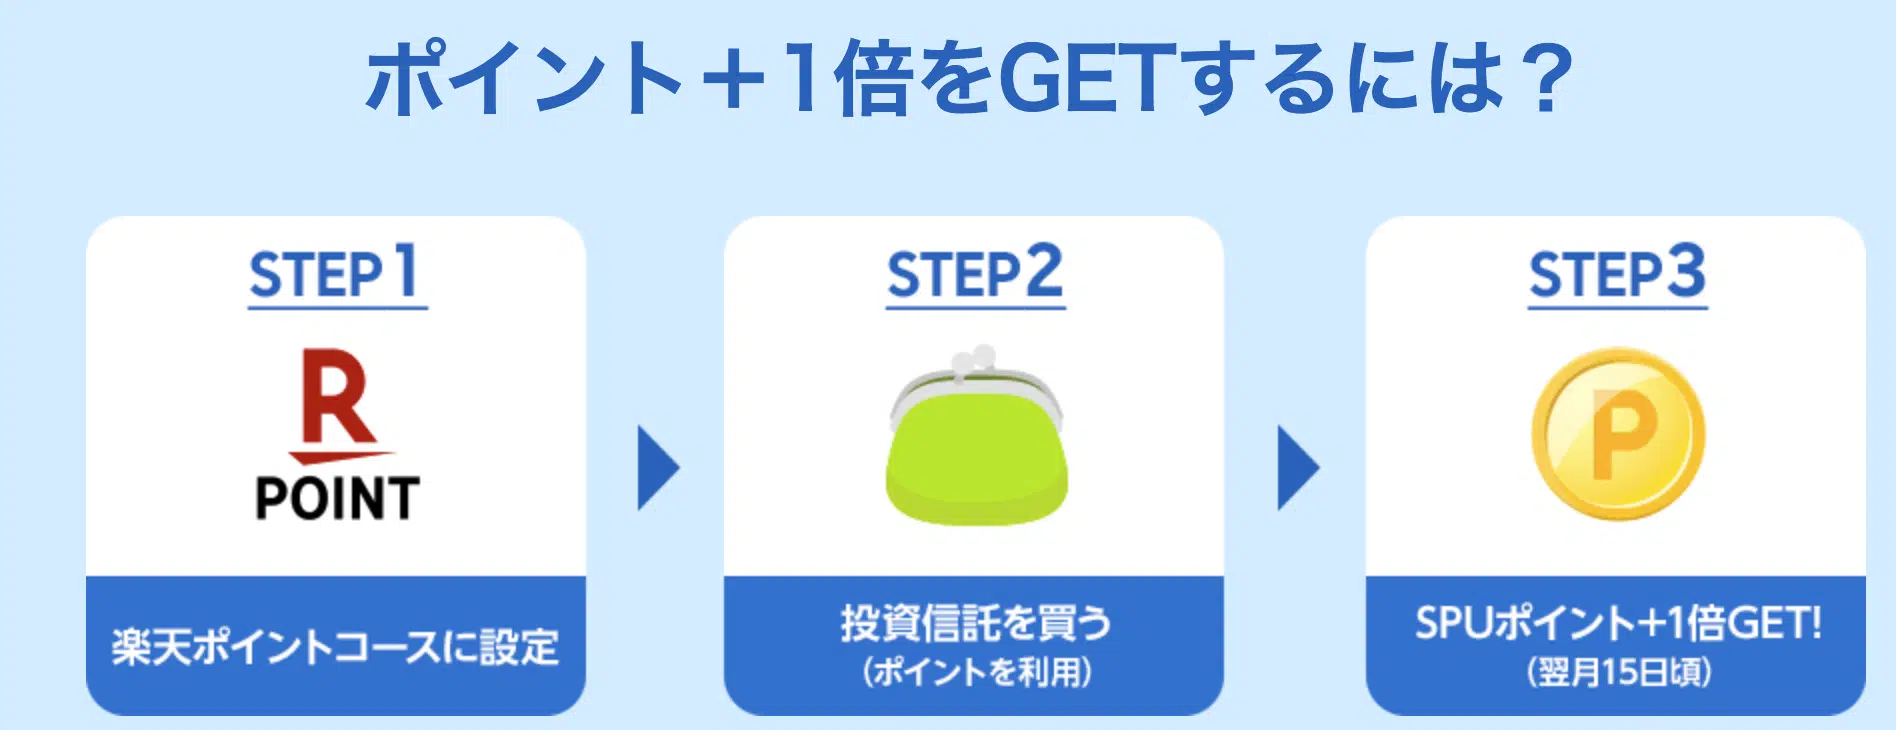 ポイント＋1倍をGETするには？
STEP1
R
POINT
楽天ポイントコースに設定
STEP2
投資信託を買う
(ポイントを利用)
STEP3
P
SPUポイント+1倍GET!
(翌月15日頃)